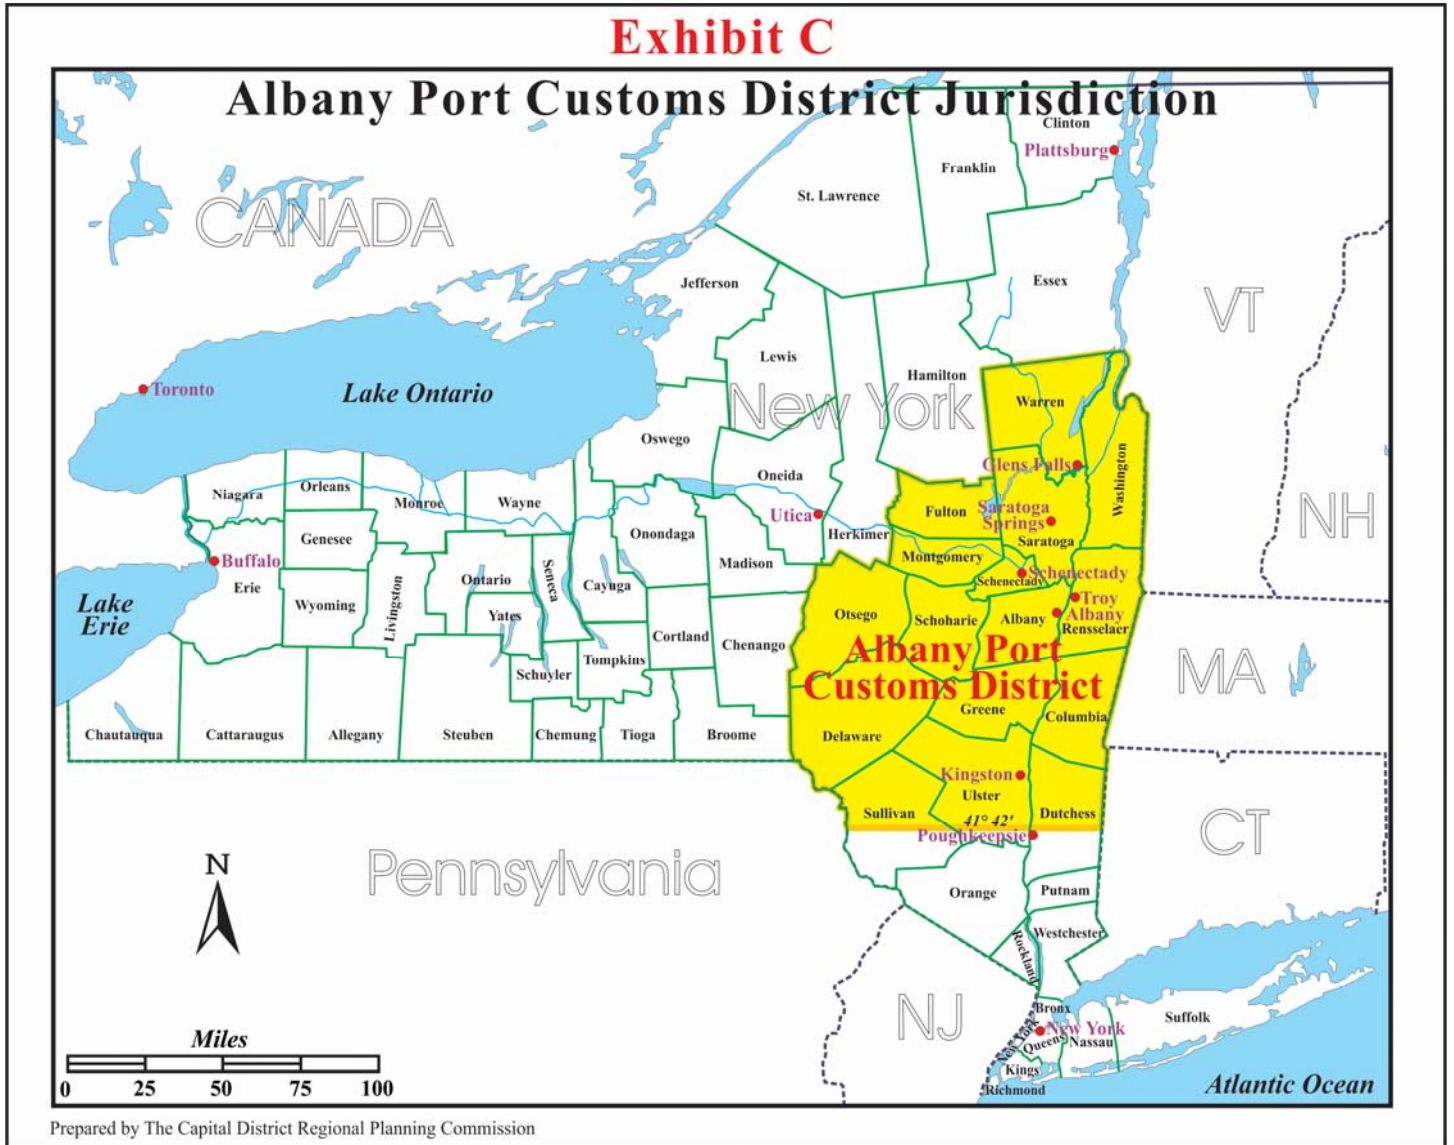 Exhibit C
Albany Port Customs District Jurisdiction
Clinton
Plattsburg
Franklin
St. Lawrence
CANADA
Jefferson
Essex
VT
Lewis
Hamilton
Toronto
Lake Ontario
New York
Warren
Oswego
Glens Falls
Washington
Oneida
Niagara
Orleans
Monroe
Wayne
Utica
Fulton
Saratoga
Springs
NH
Herkimer
Onondaga
Saratoga
Genesee
Madison
Montgomery
Buffalo
Erie
Ontario
Seneca
Cayuga
Schenectady
Schenectady
Lake
Erie
Wyoming
Livingston
Yates
Otsego
Schoharie
Albany
Troy
Albany
Rensselaer
Cortland
Chenango
Tompkins
Schuyler
Albany Port
Customs District
MA
Greene
Columbia
Chautauqua
Cattaraugus
Allegany
Steuben
Chemung
Tioga
Broome
Delaware
Kingston
Ulster
Sullivan
41° 42'
Dutchess
Poughkeepsie
CT
Pennsylvania
N
Orange
Putnam
Westchester
Rockland
NJ
Bronx
New York
New York
Queens
Nassau
Suffolk
Kings
Richmond
Atlantic Ocean
Miles
0 25 50 75 100
Prepared by The Capital District Regional Planning Commission